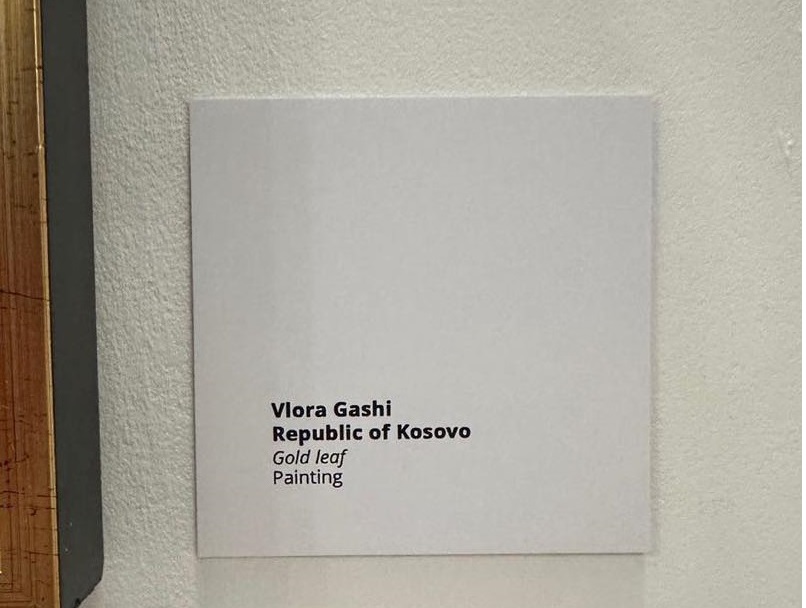 Vlora Gashi
Republic of Kosovo
Gold leaf
Painting